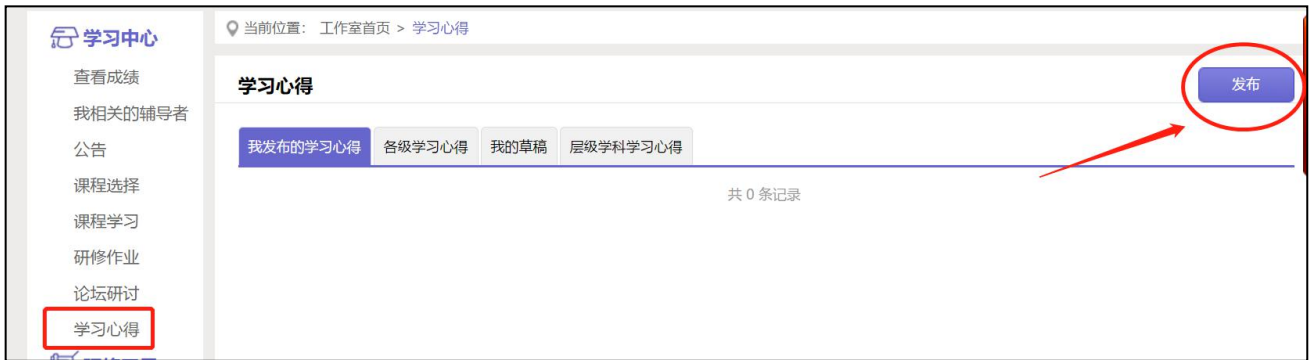 学习中心
查看成绩
我相关的辅导者
公告
课程选择
课程学习
研修作业
论坛研讨
学习心得
当前位置： 工作室首页 > 学习心得
学习心得
发布
我发布的学习心得 各级学习心得 我的草稿 层级学科学习心得
共 0 条记录